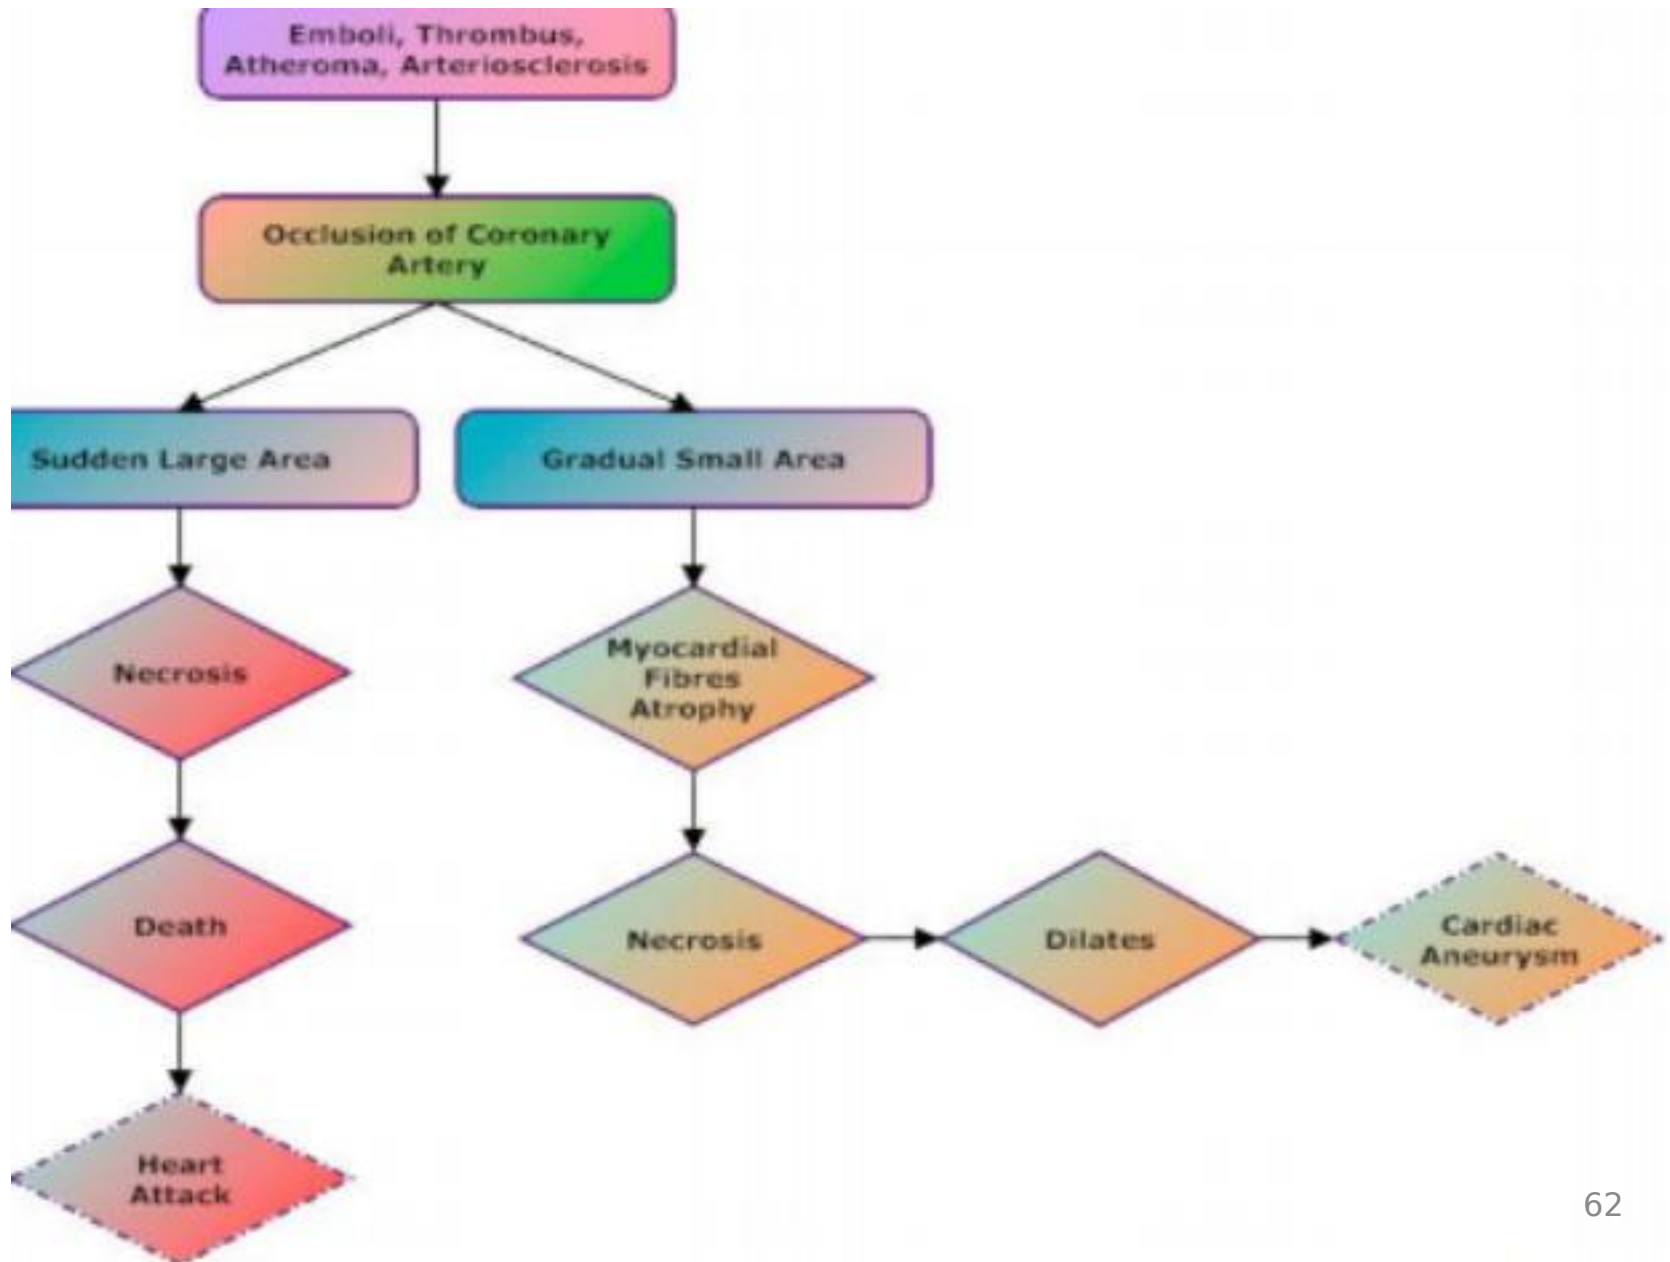 Emboli, Thrombus,
Atheroma, Arteriosclerosis
Occlusion of Coronary
Artery
Sudden Large Area
Gradual Small Area
Necrosis
Myocardial
Fibres
Atrophy
Death
Necrosis
Dilates
Cardiac
Aneurysm
Heart
Attack
62